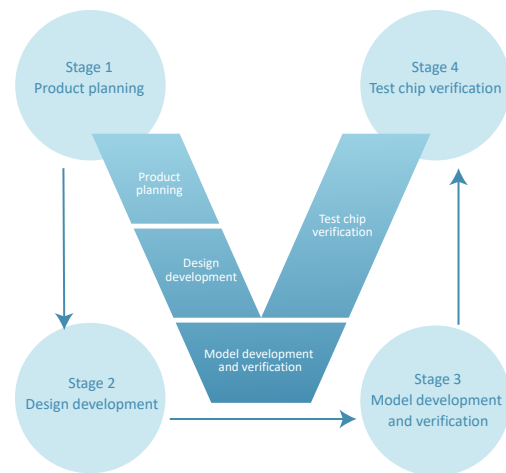 Stage 1
Product planning
Stage 4
Test chip verification
Product
planning
Test chip
verification
Design
development
Model development
and verification
Stage 2
Design development
Stage 3
Model development
and verification